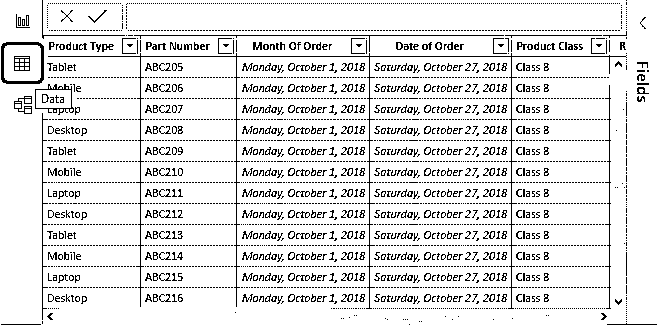 Product Type Part Number Month Of Order Date of Order Product Class R
Tablet ABC205 Monday, October 1, 2018 Saturday, October 27, 2018 Class B
Mobile ABC206 Monday, October 1, 2018 Saturday, October 27, 2018 Class B
Laptop ABC207 Monday, October 1, 2018 Saturday, October 27, 2018 Class B
Desktop ABC208 Monday, October 1, 2018 Saturday, October 27, 2018 Class B
Tablet ABC209 Monday, October 1, 2018 Saturday, October 27, 2018 Class B
Mobile ABC210 Monday, October 1, 2018 Saturday, October 27, 2018 Class B
Laptop ABC211 Monday, October 1, 2018 Saturday, October 27, 2018 Class B
Desktop ABC212 Monday, October 1, 2018 Saturday, October 27, 2018 Class B
Tablet ABC213 Monday, October 1, 2018 Saturday, October 27, 2018 Class B
Mobile ABC214 Monday, October 1, 2018 Saturday, October 27, 2018 Class B
Laptop ABC215 Monday, October 1, 2018 Saturday, October 27, 2018 Class B
Desktop ABC216 Monday, October 1, 2018 Saturday, October 27, 2018 Class B
Data
Fields